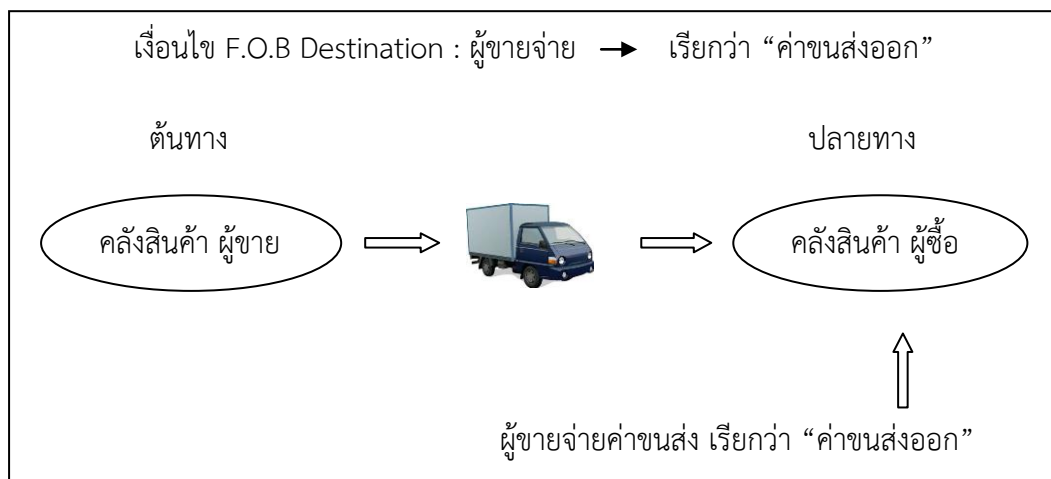 เงื่อนไข F.O.B Destination : ผู้ขายจ่าย → เรียกว่า “ค่าขนส่งออก”
ต้นทาง ปลายทาง
คลังสินค้า ผู้ขาย คลังสินค้า ผู้ซื้อ
ผู้ขายจ่ายค่าขนส่ง เรียกว่า “ค่าขนส่งออก”